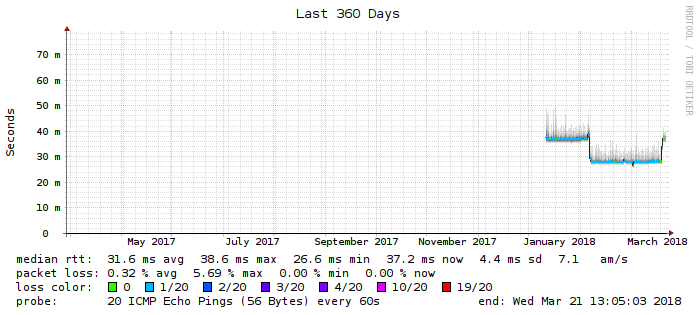 Last 360 Days
RRDTOOL / TOBI OETIKER
Seconds
70 m
60 m
50 m
40 m
30 m
20 m
10 m
0
May 2017 July 2017 September 2017 November 2017 January 2018 March 2018
median rtt: 31.6 ms avg 38.6 ms max 26.6 ms min 37.2 ms now 4.4 ms sd 7.1 am/s
packet loss: 0.32 % avg 5.69 % max 0.00 % min 0.00 % now
loss color: 0 1/20 2/20 3/20 4/20 10/20 19/20
probe: 20 ICMP Echo Pings (56 Bytes) every 60s end: Wed Mar 21 13:05:03 2018